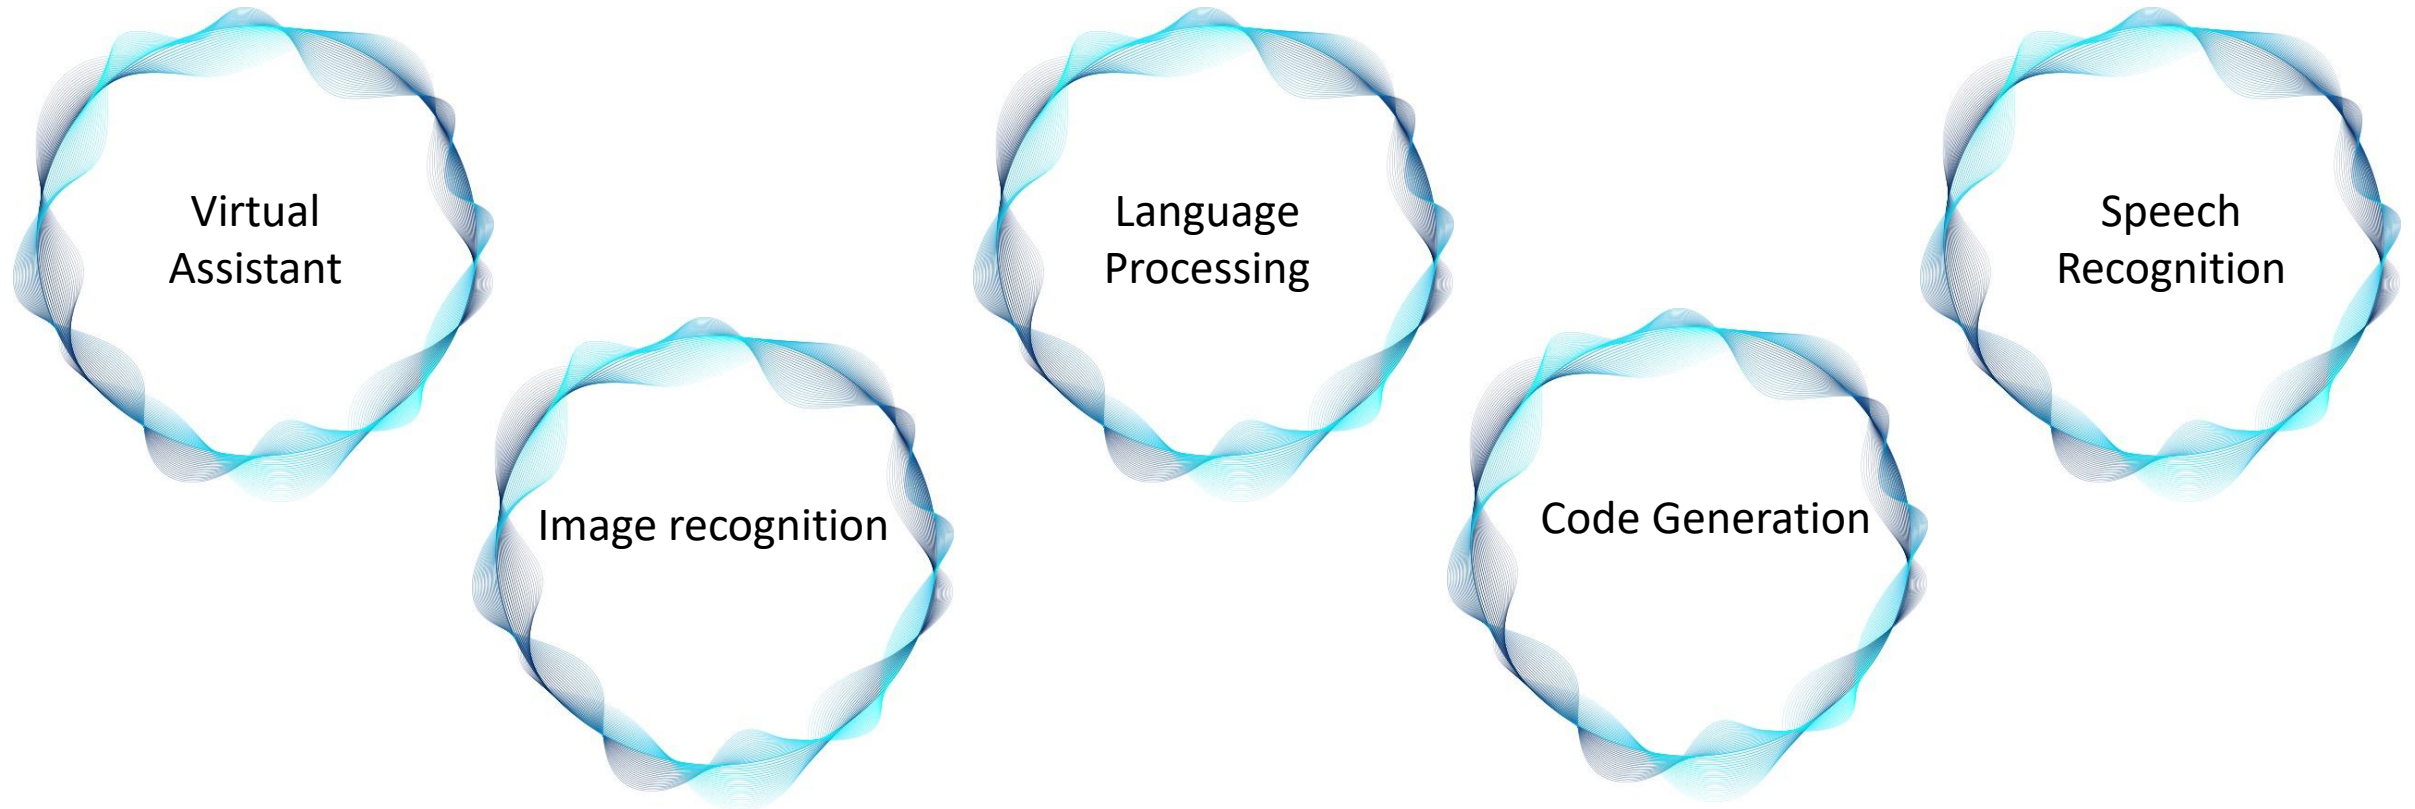 Virtual
Assistant
Image recognition
Language
Processing
Code Generation
Speech
Recognition